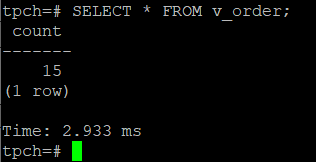 tpch=# SELECT * FROM v_order;
 count
-------
    15
(1 row)

Time: 2.933 ms
tpch=#